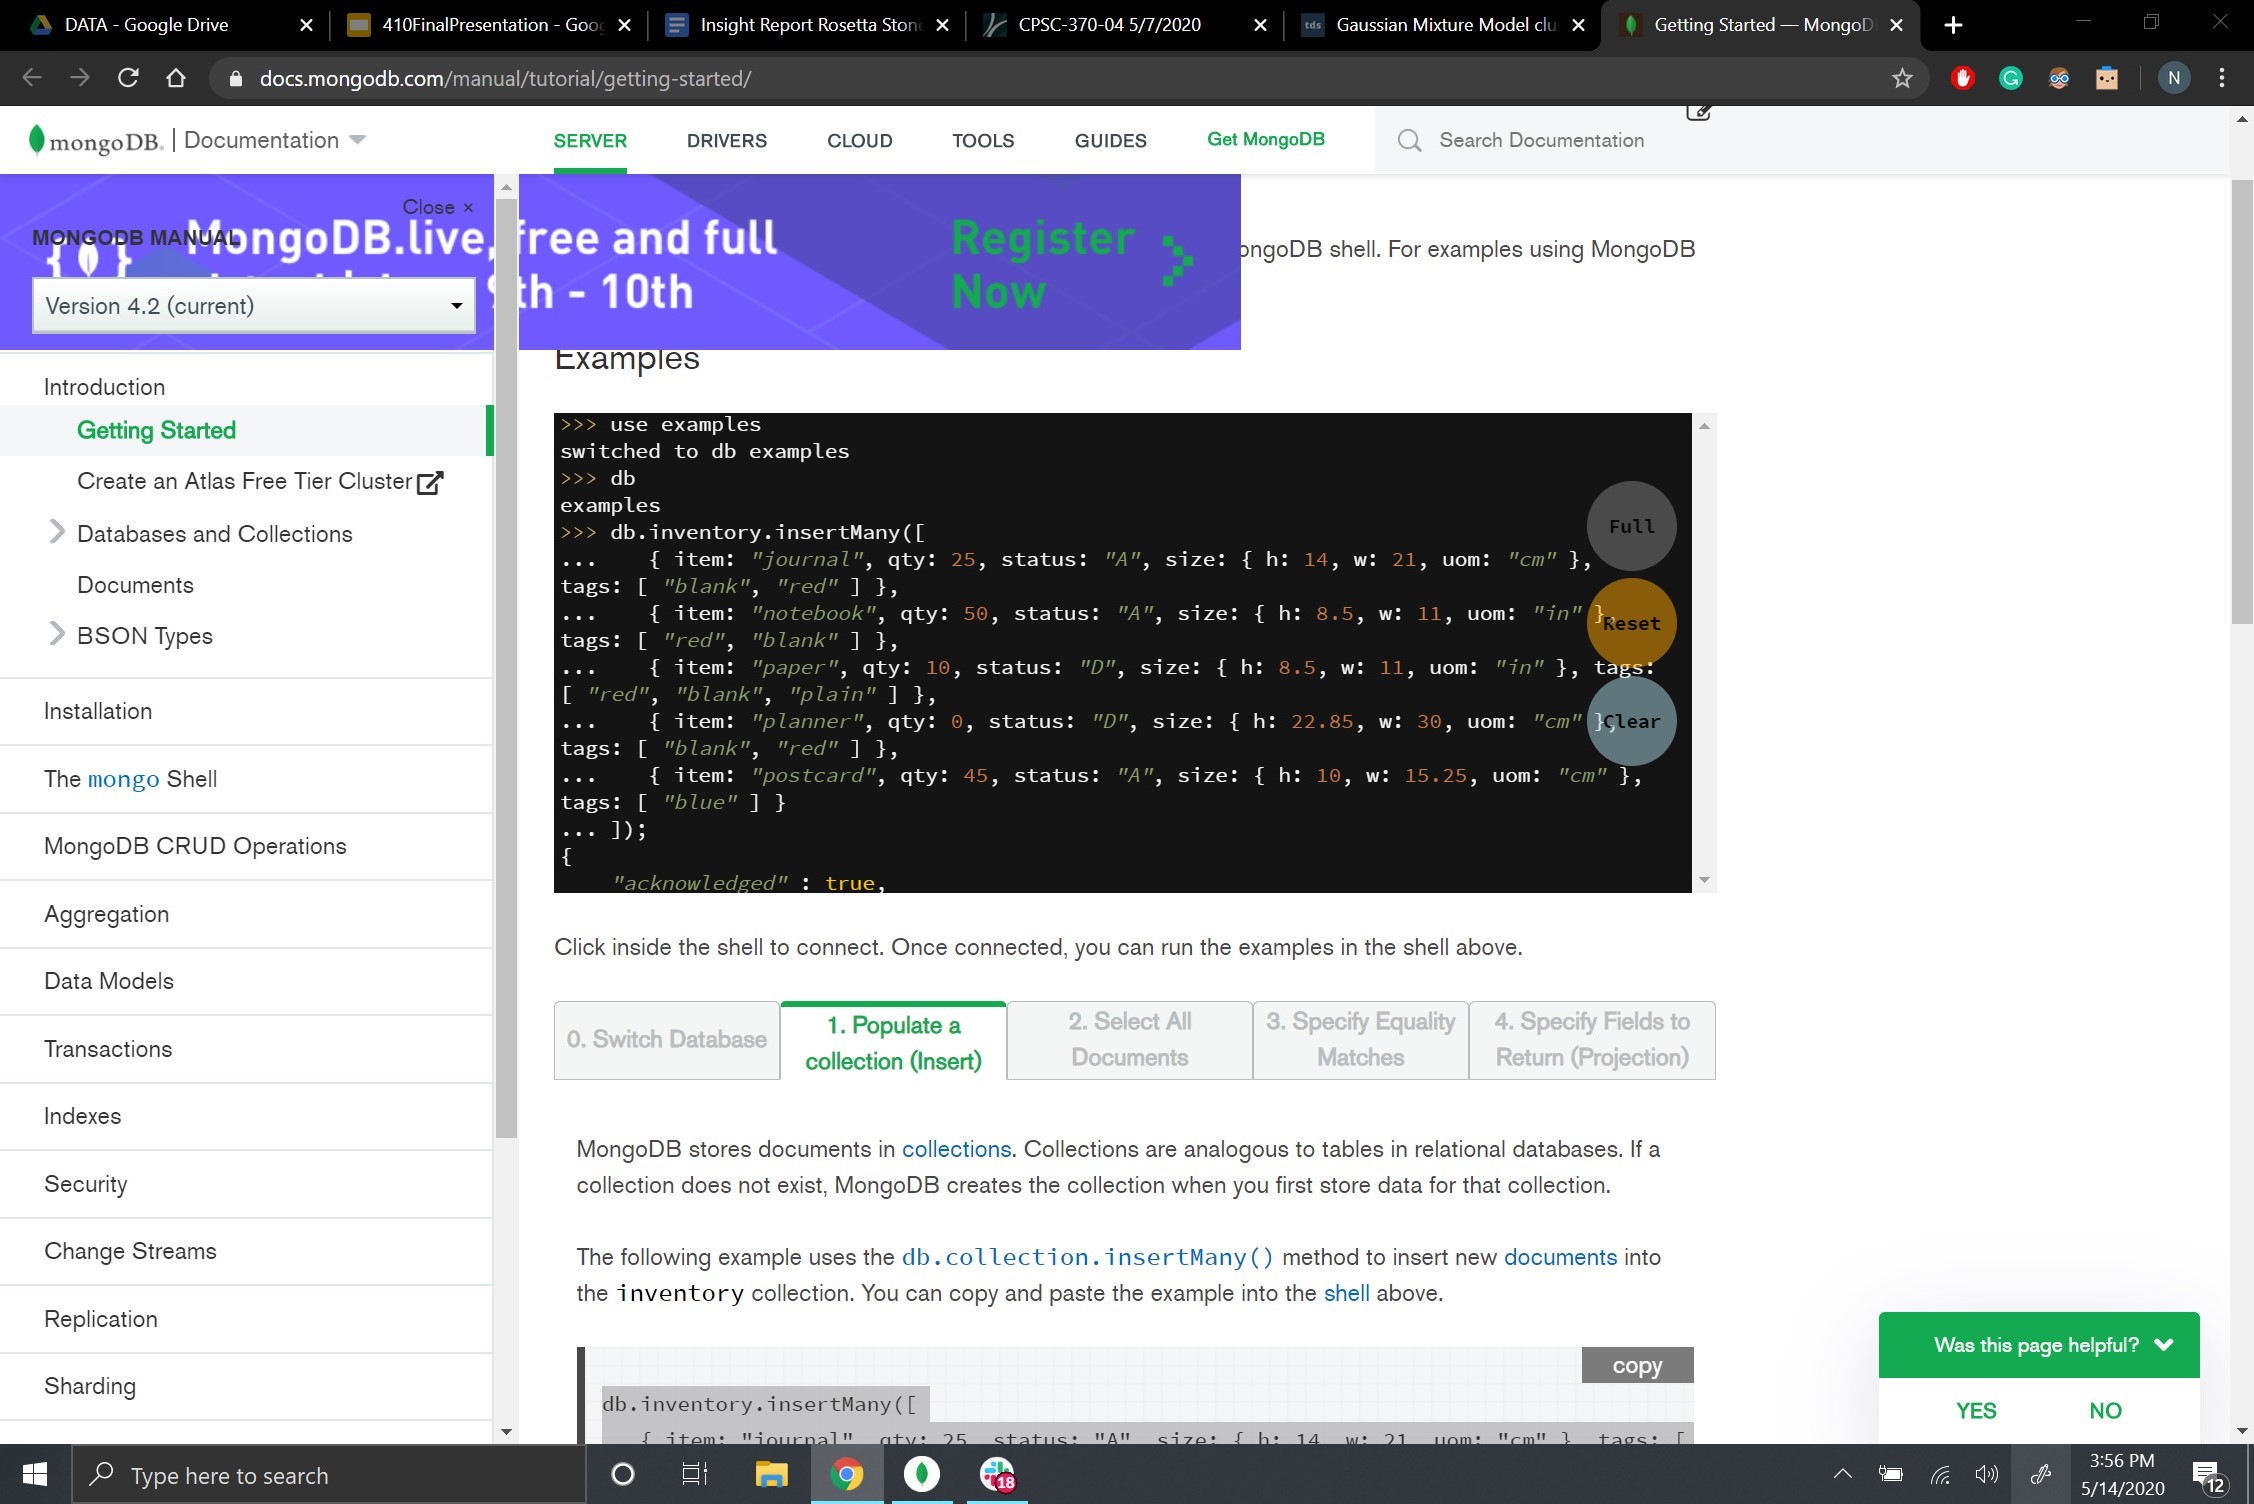 DATA - Google Drive
410FinalPresentation - Goog
Insight Report Rosetta Stone
CPSC-370-04 5/7/2020
tds Gaussian Mixture Model clu
Getting Started — MongoD
docs.mongodb.com/manual/tutorial/getting-started/
N
mongoDB. | Documentation
SERVER
DRIVERS
CLOUD
TOOLS
GUIDES
Get MongoDB
Search Documentation
Close ×
MONGODB MANUAL
MongoDB.live, free and full
9th - 10th
Register
Now
Version 4.2 (current)
ongoDB shell. For examples using MongoDB
Introduction
Getting Started
Create an Atlas Free Tier Cluster
Databases and Collections
Documents
BSON Types
Installation
The mongo Shell
MongoDB CRUD Operations
Aggregation
Data Models
Transactions
Indexes
Security
Change Streams
Replication
Sharding
Examples
>>> use examples
switched to db examples
>>> db
examples
>>> db.inventory.insertMany([
...    { item: "journal", qty: 25, status: "A", size: { h: 14, w: 21, uom: "cm" },
tags: [ "blank", "red" ] },
...    { item: "notebook", qty: 50, status: "A", size: { h: 8.5, w: 11, uom: "in" },
tags: [ "red", "blank" ] },
...    { item: "paper", qty: 10, status: "D", size: { h: 8.5, w: 11, uom: "in" }, tags:
[ "red", "blank", "plain" ] },
...    { item: "planner", qty: 0, status: "D", size: { h: 22.85, w: 30, uom: "cm" },
tags: [ "blank", "red" ] },
...    { item: "postcard", qty: 45, status: "A", size: { h: 10, w: 15.25, uom: "cm" },
tags: [ "blue" ] }
... ]);
{
"acknowledged" : true,
Full
Reset
Clear
Click inside the shell to connect. Once connected, you can run the examples in the shell above.
0. Switch Database
1. Populate a
collection (Insert)
2. Select All
Documents
3. Specify Equality
Matches
4. Specify Fields to
Return (Projection)
MongoDB stores documents in collections. Collections are analogous to tables in relational databases. If a
collection does not exist, MongoDB creates the collection when you first store data for that collection.
The following example uses the db.collection.insertMany() method to insert new documents into
the inventory collection. You can copy and paste the example into the shell above.
copy
db.inventory.insertMany([
{ item: "journal", qty: 25, status: "A", size: { h: 14, w: 21, uom: "cm" }, tags: [
Was this page helpful?
YES
NO
Type here to search
18
3:56 PM
5/14/2020
12